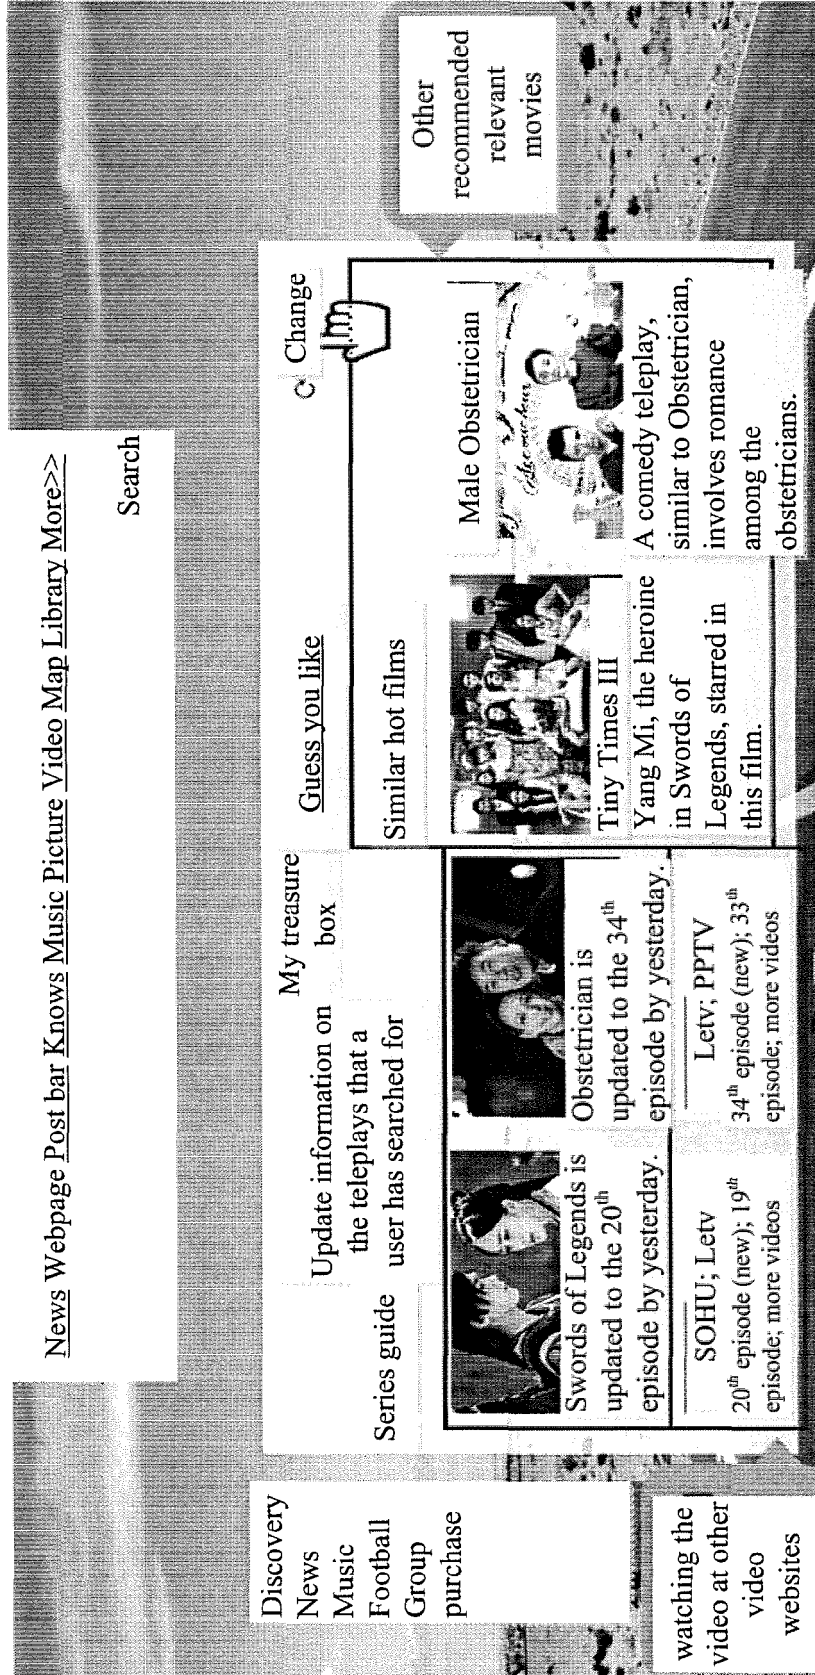 News Webpage Post bar Knows Music Picture Video Map Library More>>
Search
Discovery
News
Music
Football
Group
purchase
My treasure
box
Guess you like
Change
Update information on
the teleplays that a
user has searched for
Series guide
Similar hot films
Other
recommended
relevant
movies
Swords of Legends is
updated to the 20th
episode by yesterday.
SOHU; Letv
20th episode (new); 19th
episode; more videos
Obstetrician is
updated to the 34th
episode by yesterday.
Letv; PPTV
34th episode (new); 33th
episode; more videos
Tiny Times III
Yang Mi, the heroine
in Swords of
Legends, starred in
this film.
Male Obstetrician
A comedy teleplay,
similar to Obstetrician,
involves romance
among the
obstetricians.
watching the
video at other
video
websites